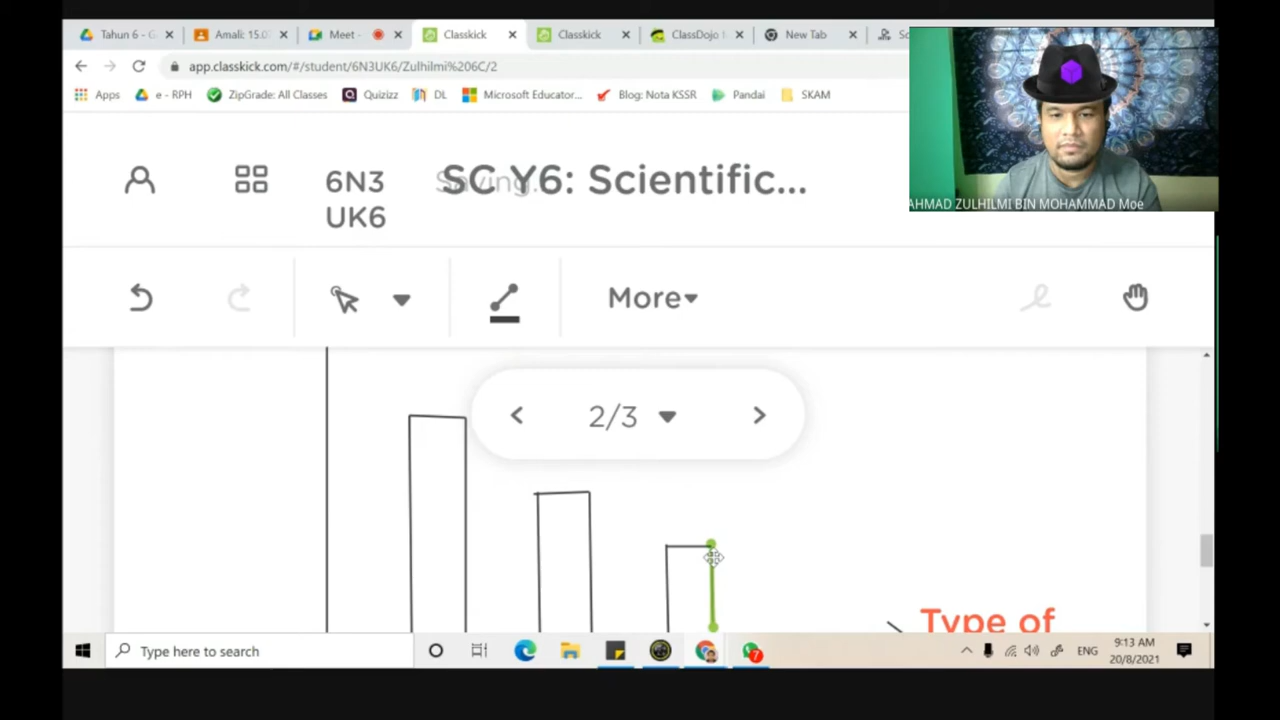 Tahun 6 - G
Amali: 15.0
Meet -
Classkick
Classkick
ClassDojo
New Tab
app.classkick.com/#/student/6N3UK6/Zulhilmi%206C/2
Apps
e - RPH
ZipGrade: All Classes
Quizizz
DL
Microsoft Educator...
Blog: Nota KSSR
Pandai
SKAM
AHMAD ZULHILMI BIN MOHAMMAD Moe
6N3
UK6
Saving...
SC Y6: Scientific...
More
2/3
Type of
Type here to search
7
ENG
9:13 AM
20/8/2021